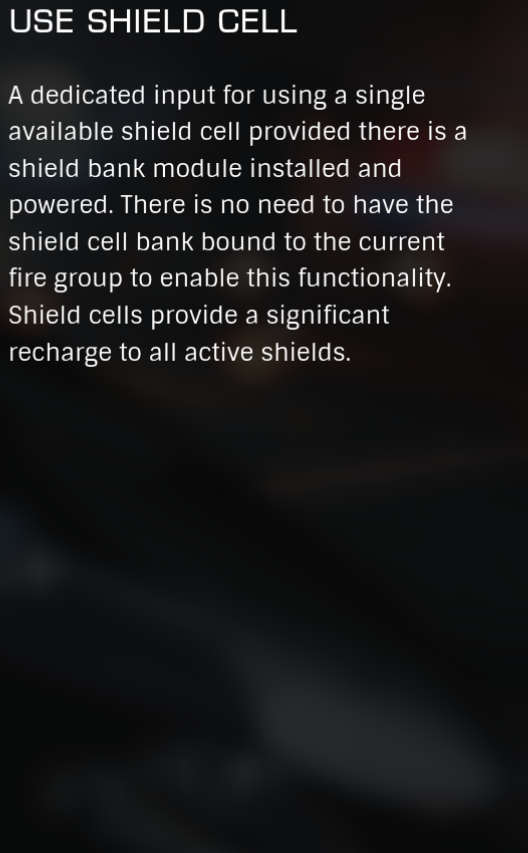 USE SHIELD CELL
A dedicated input for using a single
available shield cell provided there is a
shield bank module installed and
powered. There is no need to have the
shield cell bank bound to the current
fire group to enable this functionality.
Shield cells provide a significant
recharge to all active shields.